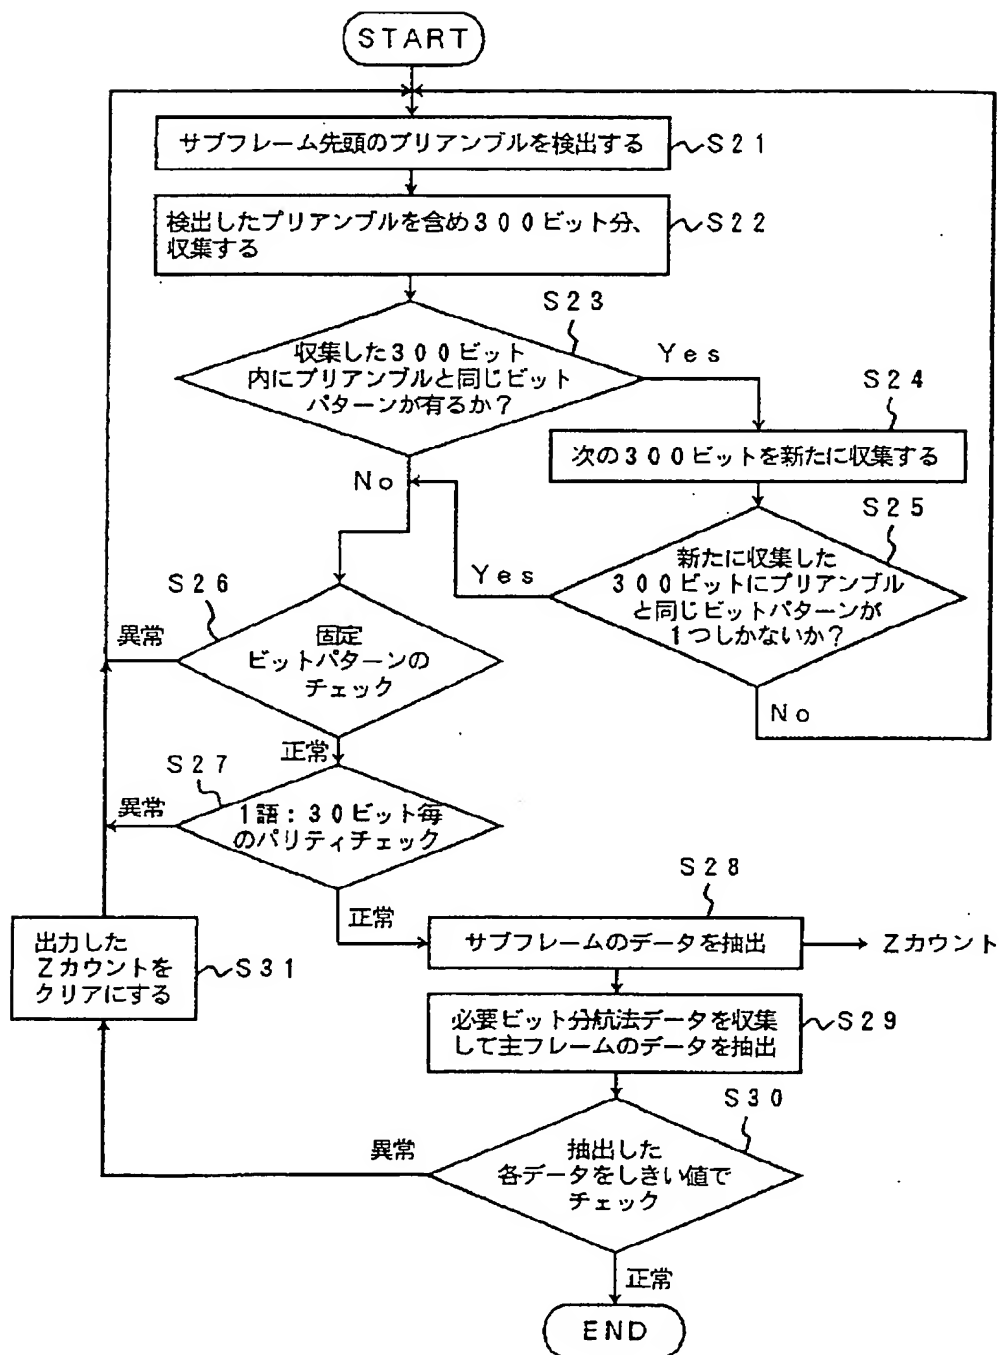 START
サブフレーム先頭のプリアンブルを検出する
S21
検出したプリアンブルを含め300ビット分、
収集する
S22
S23
収集した300ビット
内にプリアンブルと同じビット
パターンが有るか?
Yes
No
S24
次の300ビットを新たに収集する
S25
新たに収集した
300ビットにプリアンブル
と同じビットパターンが
1つしかないか?
Yes
No
S26
異常
固定
ビットパターンの
チェック
正常
S27
異常
1語:30ビット毎
のパリティチェック
正常
S28
サブフレームのデータを抽出
Zカウント
出力した
Zカウントを
クリアにする
S31
必要ビット分航法データを収集
して主フレームのデータを抽出
S29
S30
異常
抽出した
各データをしきい値で
チェック
正常
END